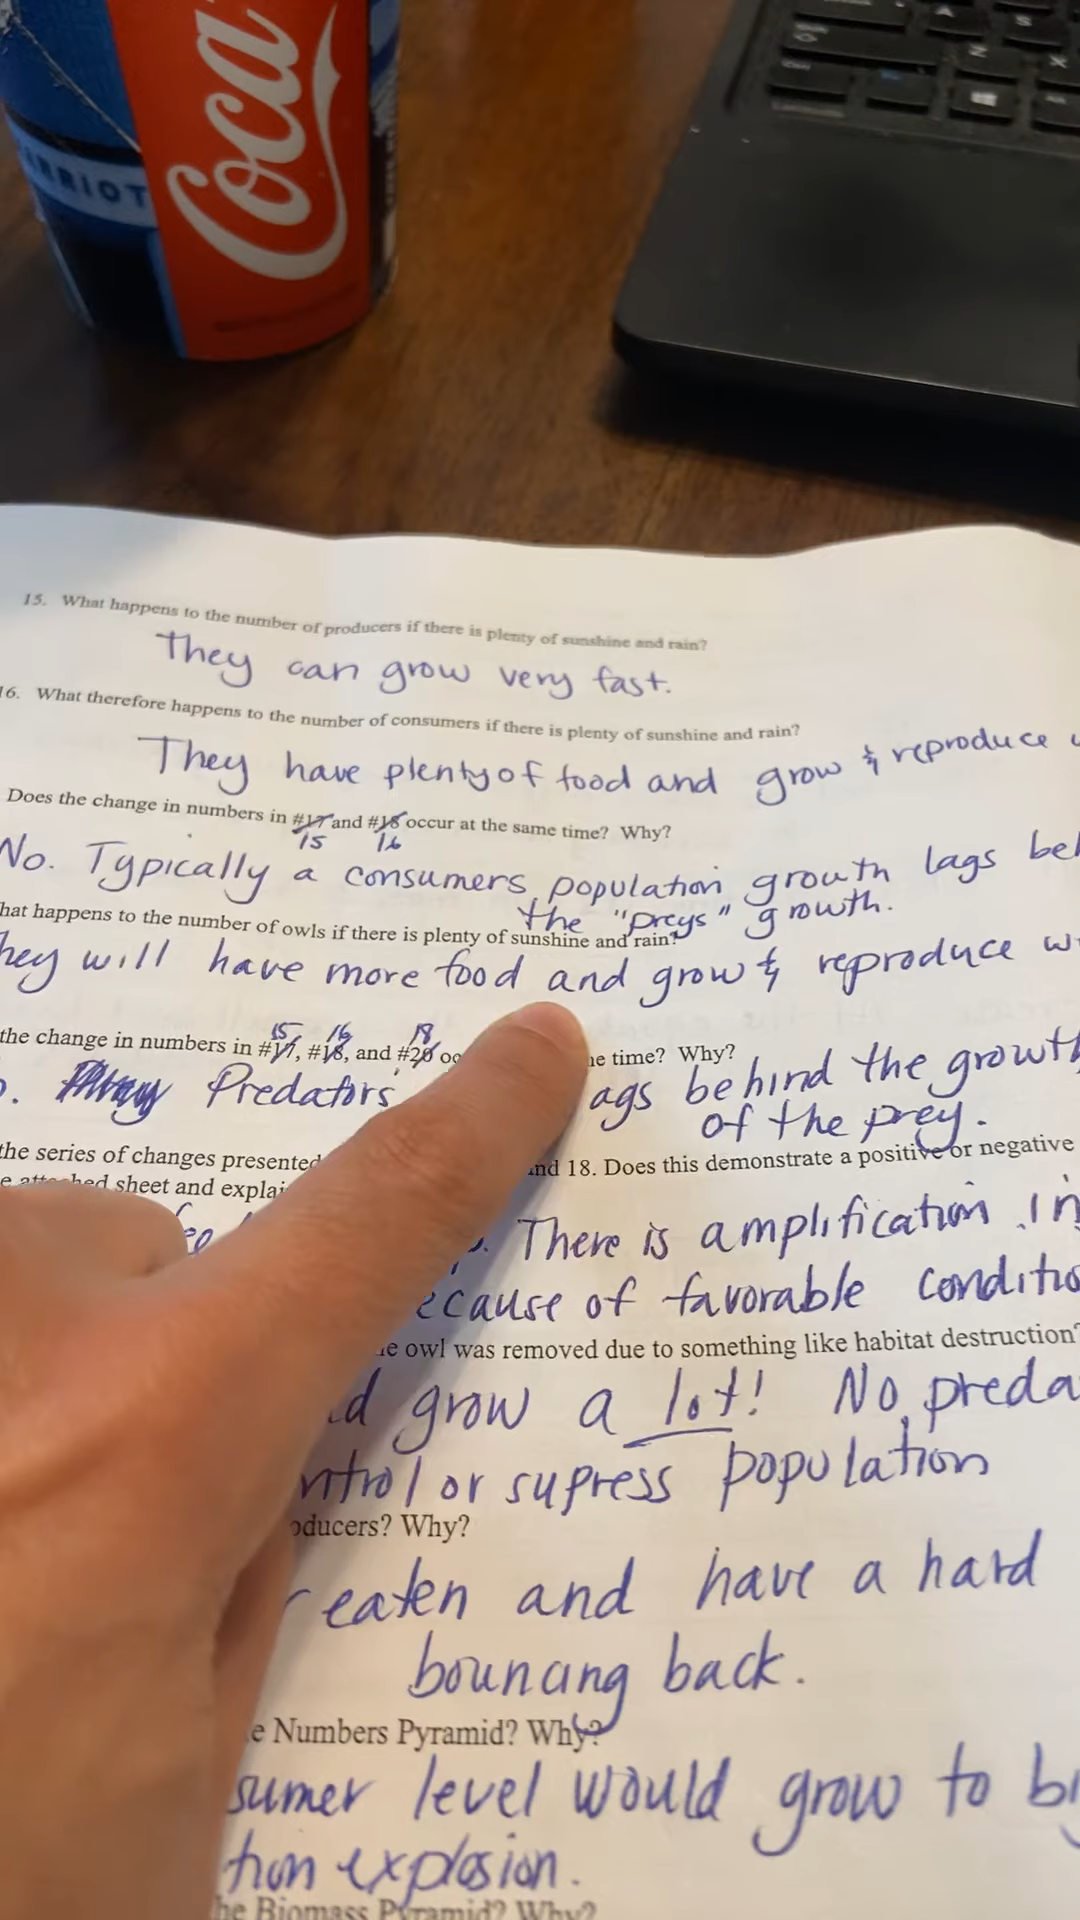 Coca
RRIOT
A
S
Z
X
15. What happens to the number of producers if there is plenty of sunshine and rain?
They can grow very fast.
16. What therefore happens to the number of consumers if there is plenty of sunshine and rain?
They have plenty of food and grow & reproduce
Does the change in numbers in #17 and #18 occur at the same time? Why?
15 16
No. Typically a consumers population growth lags beh
the "preys" growth.
hat happens to the number of owls if there is plenty of sunshine and rain?
hey will have more food and grow & reproduce w
15 16 18
the change in numbers in #17, #18, and #20 oc ne time? Why?
Predators ags behind the growth
of the prey.
the series of changes presented nd 18. Does this demonstrate a positive or negative
attached sheet and explai
There is amplification in
ecause of favorable conditio
e owl was removed due to something like habitat destruction?
d grow a lot! No preda
ntrol or supress population
oducers? Why?
r eaten and have a hard
bouncing back.
e Numbers Pyramid? Why?
sumer level would grow to bi
tion explosion.
he Biomass Pyramid? Why?